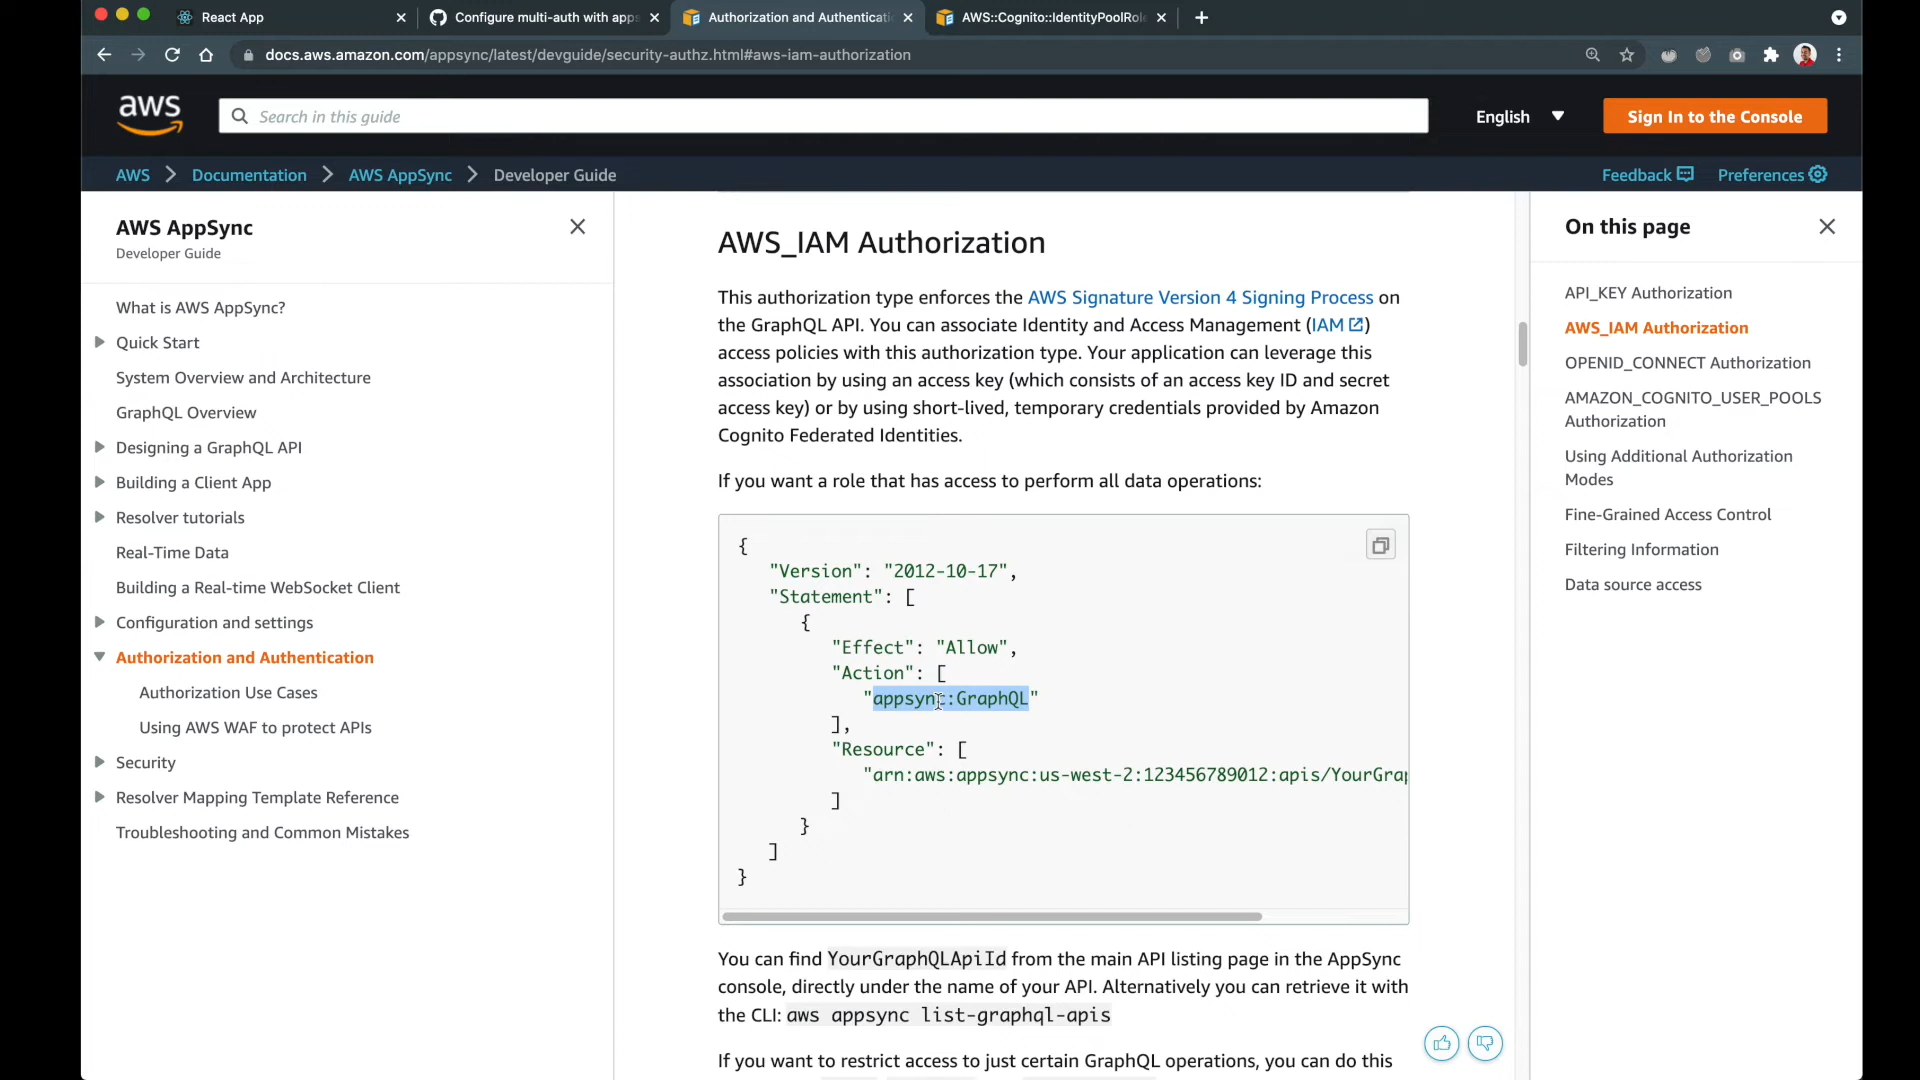 React App
Configure multi-auth with apps
Authorization and Authenticati
AWS::Cognito::IdentityPoolRol
docs.aws.amazon.com/appsync/latest/devguide/security-authz.html#aws-iam-authorization
aws
Search in this guide
English
Sign In to the Console
AWS
Documentation
AWS AppSync
Developer Guide
Feedback
Preferences
AWS AppSync
Developer Guide
What is AWS AppSync?
Quick Start
System Overview and Architecture
GraphQL Overview
Designing a GraphQL API
Building a Client App
Resolver tutorials
Real-Time Data
Building a Real-time WebSocket Client
Configuration and settings
Authorization and Authentication
Authorization Use Cases
Using AWS WAF to protect APIs
Security
Resolver Mapping Template Reference
Troubleshooting and Common Mistakes
AWS_IAM Authorization
This authorization type enforces the AWS Signature Version 4 Signing Process on
the GraphQL API. You can associate Identity and Access Management (IAM)
access policies with this authorization type. Your application can leverage this
association by using an access key (which consists of an access key ID and secret
access key) or by using short-lived, temporary credentials provided by Amazon
Cognito Federated Identities.
If you want a role that has access to perform all data operations:
{
"Version": "2012-10-17",
"Statement": [
{
"Effect": "Allow",
"Action": [
"appsync:GraphQL"
],
"Resource": [
"arn:aws:appsync:us-west-2:123456789012:apis/YourGrap
]
}
]
}
You can find YourGraphQLApiId from the main API listing page in the AppSync
console, directly under the name of your API. Alternatively you can retrieve it with
the CLI: aws appsync list-graphql-apis
If you want to restrict access to just certain GraphQL operations, you can do this
On this page
API_KEY Authorization
AWS_IAM Authorization
OPENID_CONNECT Authorization
AMAZON_COGNITO_USER_POOLS
Authorization
Using Additional Authorization
Modes
Fine-Grained Access Control
Filtering Information
Data source access